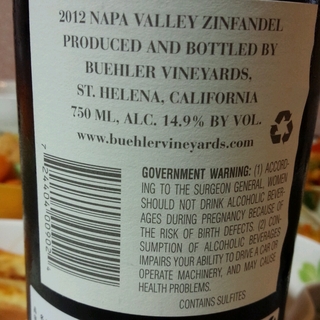 2012 NAPA VALLEY ZINFANDEL
PRODUCED AND BOTTLED BY
BUEHLER VINEYARDS,
ST. HELENA, CALIFORNIA
750 ML, ALC. 14.9% BY VOL.
www.buehlervineyards.com
GOVERNMENT WARNING: (1) ACCORD-
ING TO THE SURGEON GENERAL, WOMEN
SHOULD NOT DRINK ALCOHOLIC BEVER-
AGES DURING PREGNANCY BECAUSE OF
THE RISK OF BIRTH DEFECTS. (2) CON-
SUMPTION OF ALCOHOLIC BEVERAGES
IMPAIRS YOUR ABILITY TO DRIVE A CAR OR
OPERATE MACHINERY, AND MAY CAUSE
HEALTH PROBLEMS.
CONTAINS SULFITES